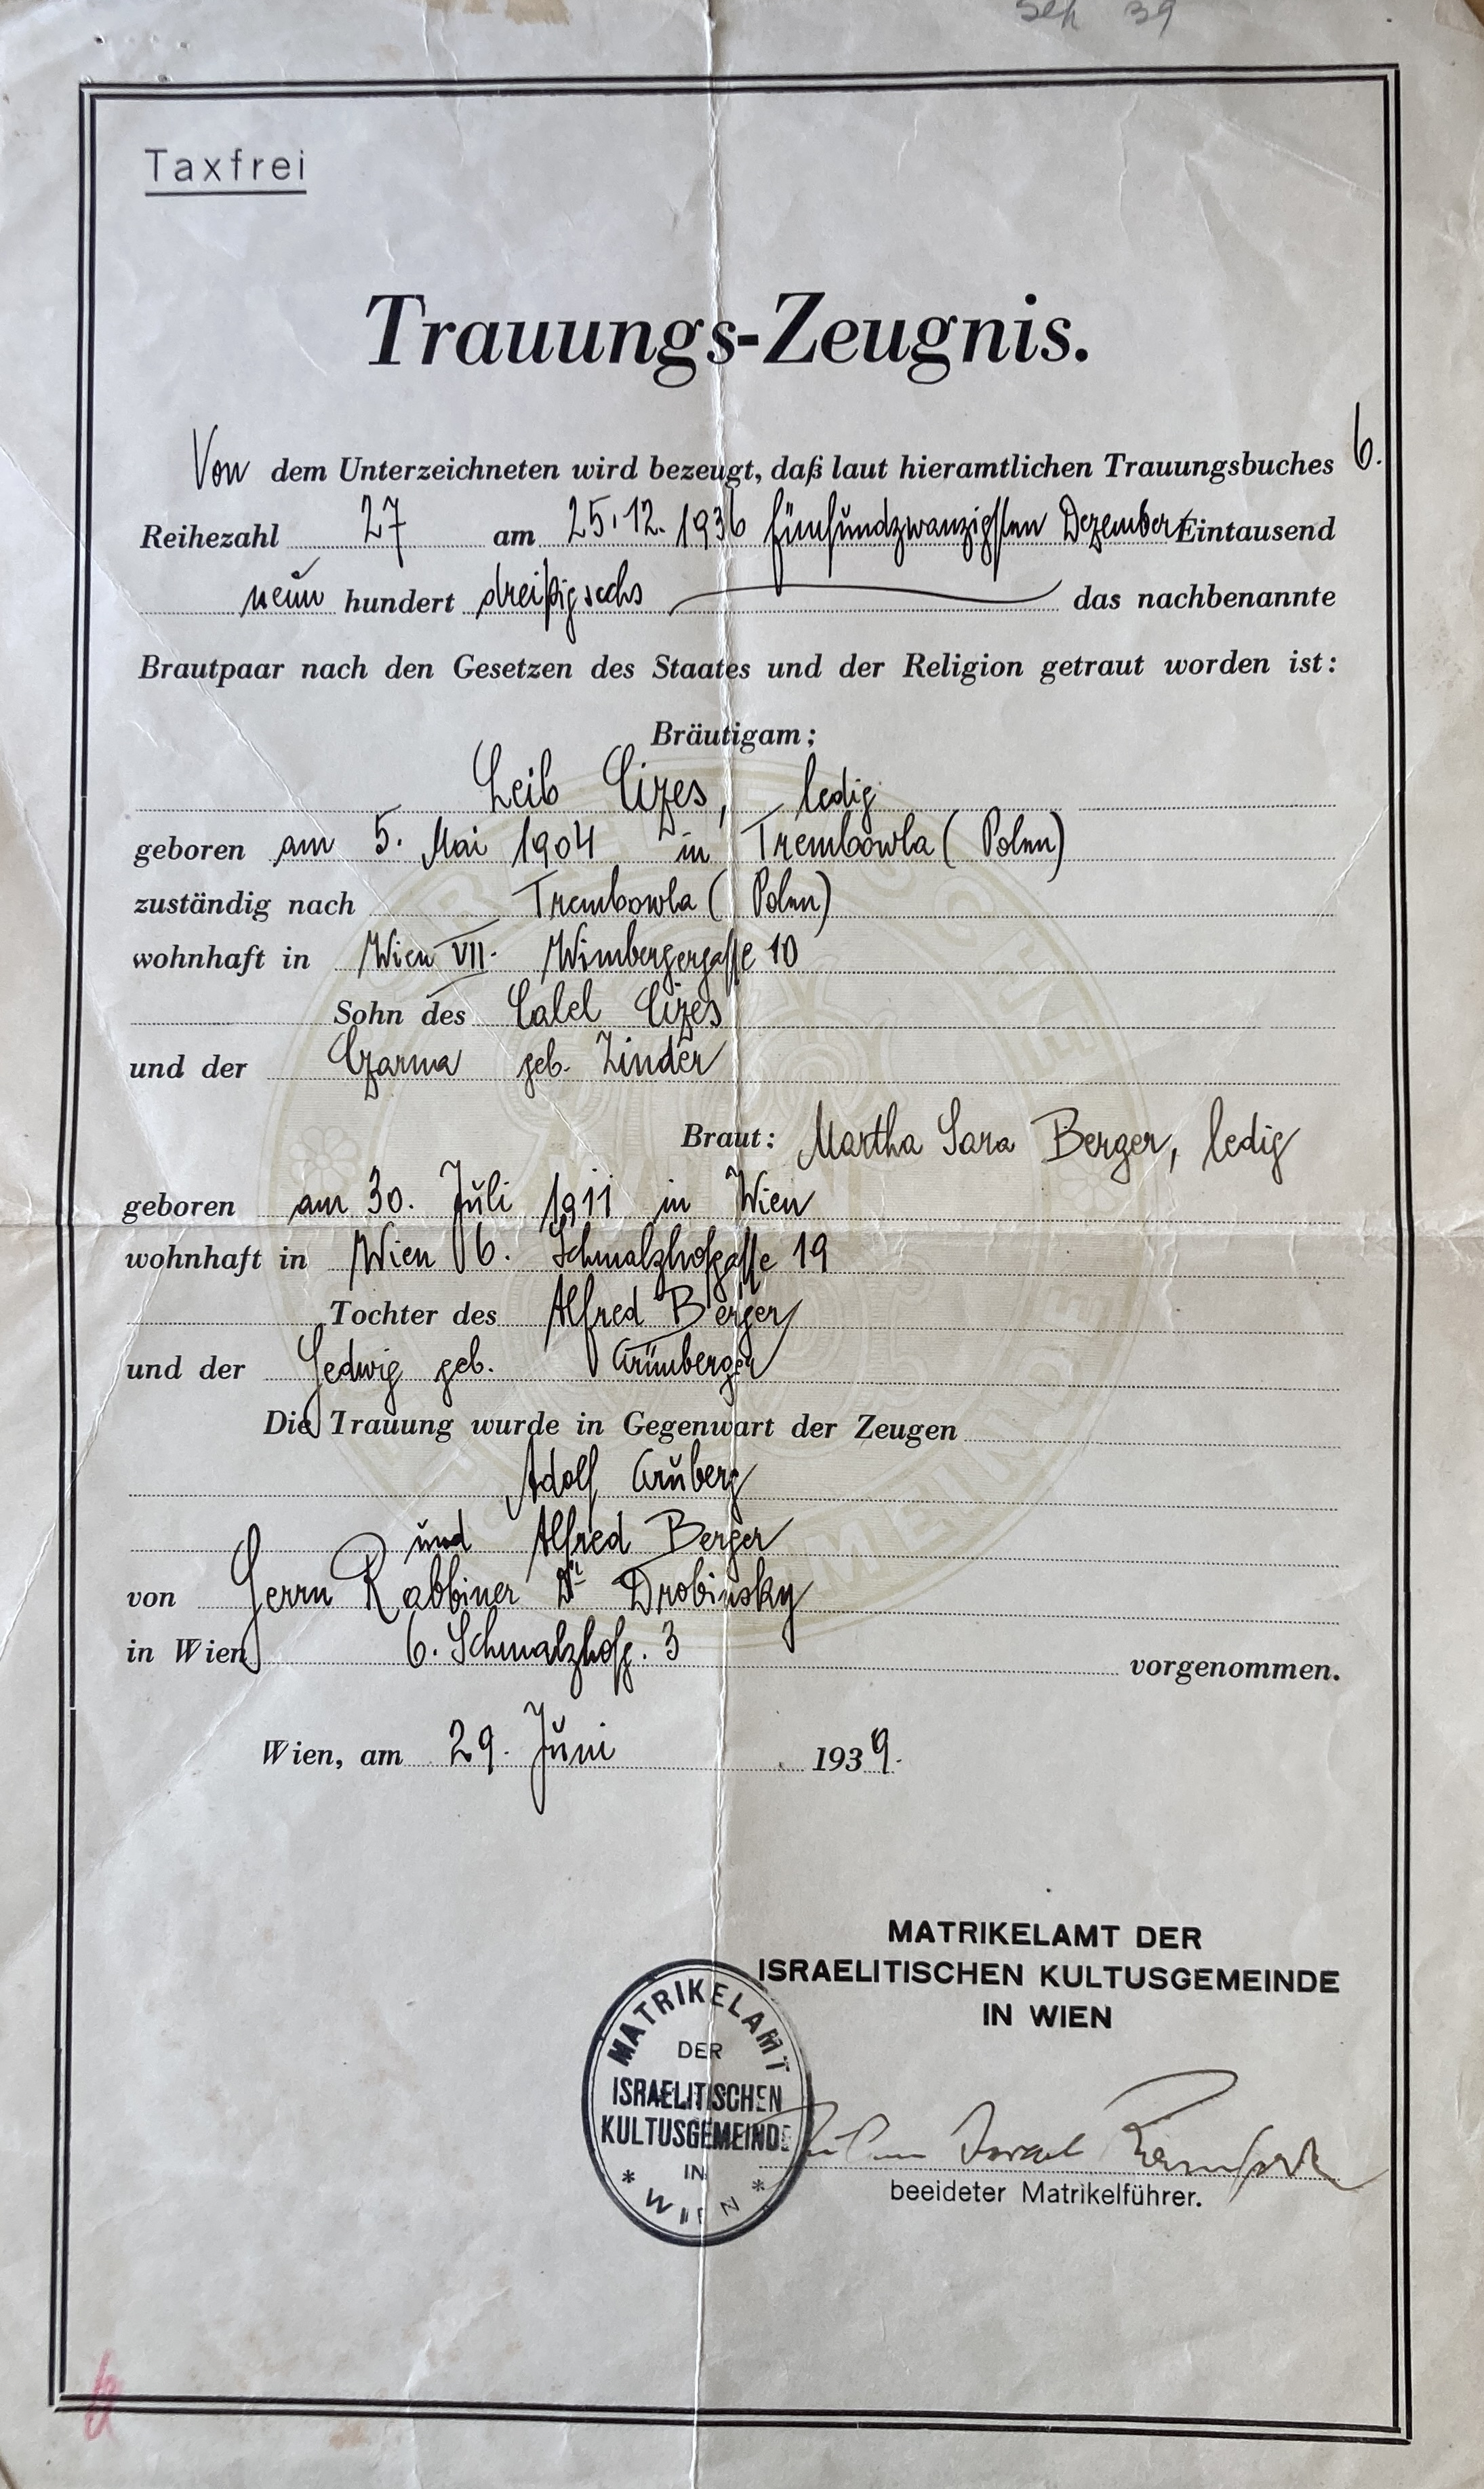 Sep 39
Taxfrei
Trauungs-Zeugnis.
Von dem Unterzeichneten wird bezeugt, daß laut hieramtlichen Trauungsbuches 6.
Reihezahl 27 am 25.12.1936 fünfundzwanzigsten Dezember Eintausend
neun hundert dreißigsechs das nachbenannte
Brautpaar nach den Gesetzen des Staates und der Religion getraut worden ist:
Bräutigam:
Leib Cizes, ledig
geboren am 5. Mai 1904 in Trembowla (Polen)
zuständig nach Trembowla (Polen)
wohnhaft in Wien VII. Wimbergergasse 10
Sohn des Calel Cizes
und der Czarna geb. Zinder
Braut: Martha Sara Berger, ledig
geboren am 30. Juli 1911 in Wien
wohnhaft in Wien 6. Schmalzhofgasse 19
Tochter des Alfred Berger
und der Hedwig geb. Grünberger
Die Trauung wurde in Gegenwart der Zeugen
Adolf Gruberg
und Alfred Berger
von Herrn Rabbiner Dr Drobinsky
in Wien 6. Schmalzhofg. 3 vorgenommen.
Wien, am 29. Juni 1939.
MATRIKELAMT DER
ISRAELITISCHEN KULTUSGEMEINDE
IN WIEN
MATRIKELAMT
DER
ISRAELITISCHEN
KULTUSGEMEINDE
IN
* WIEN *
Israel
beeideter Matrikelführer.